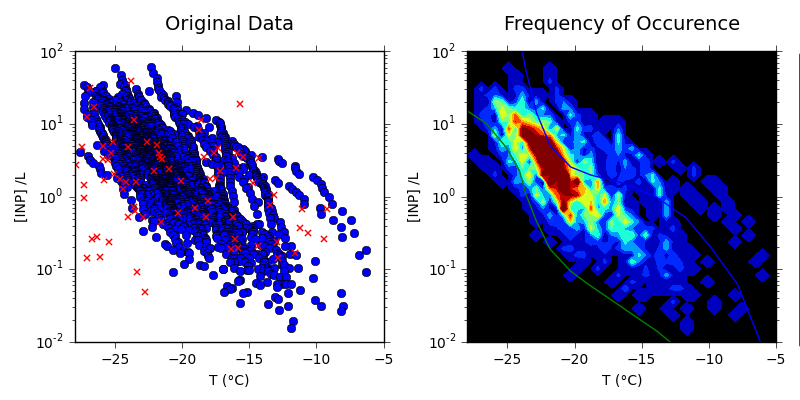 Original Data
Frequency of Occurence
10²
10¹
10⁰
10⁻¹
10⁻²
[INP] /L
−25 −20 −15 −10 −5
T (°C)
10²
10¹
10⁰
10⁻¹
10⁻²
[INP] /L
−25 −20 −15 −10 −5
T (°C)